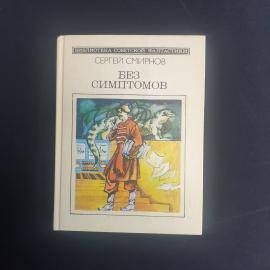 БИБЛИОТЕКА СОВЕТСКОЙ ФАНТАСТИКИ
СЕРГЕЙ СМИРНОВ
БЕЗ
СИМПТОМОВ